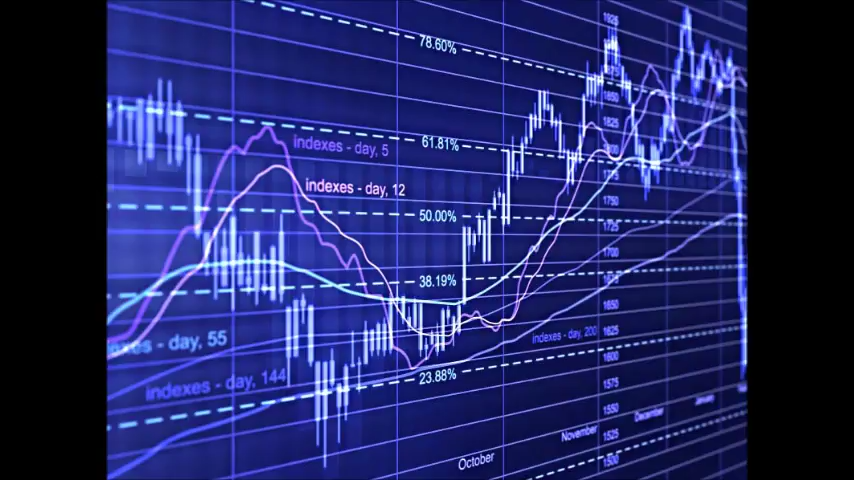 78.60%
61.81%
50.00%
38.19%
23.88%
indexes - day, 5
indexes - day, 12
indexes - day, 55
indexes - day, 144
indexes - day, 200
1925
1850
1825
1800
1775
1750
1725
1700
1675
1650
1625
1600
1575
1550
1525
1500
October
November
December
January